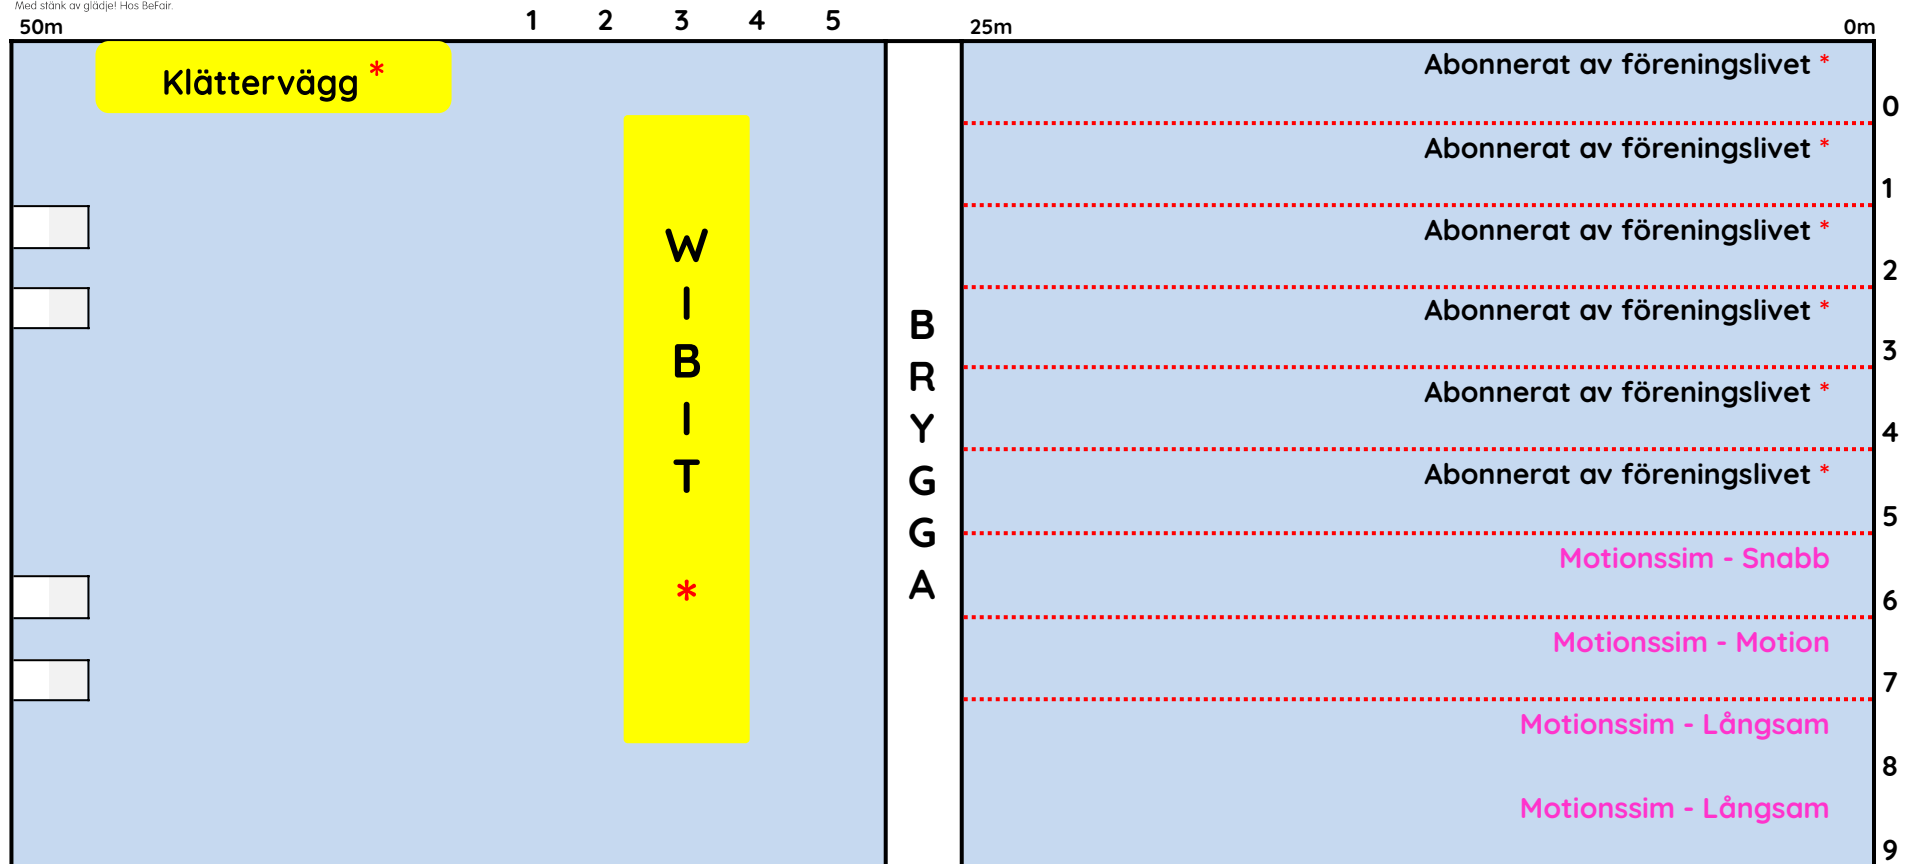 Med stänk av glädje! Hos BeFair.
50m 1 2 3 4 5 25m 0m
Klättervägg *
W
I
B
I
T
*
B
R
Y
G
G
A
Abonnerat av föreningslivet *
0
Abonnerat av föreningslivet *
1
Abonnerat av föreningslivet *
2
Abonnerat av föreningslivet *
3
Abonnerat av föreningslivet *
4
Abonnerat av föreningslivet *
5
Motionssim - Snabb
6
Motionssim - Motion
7
Motionssim - Långsam
8
Motionssim - Långsam
9